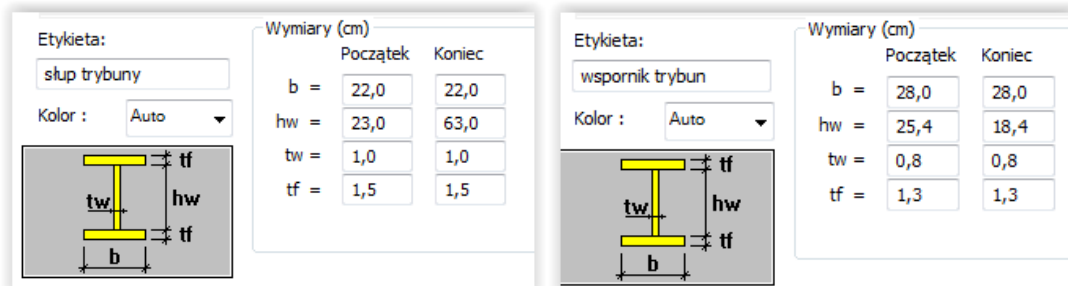 Etykieta:
słup trybuny
Kolor : Auto
tf
tw hw
tf
b
Wymiary (cm)
Początek Koniec
b = 22,0 22,0
hw = 23,0 63,0
tw = 1,0 1,0
tf = 1,5 1,5
Etykieta:
wspornik trybun
Kolor : Auto
tf
tw hw
tf
b
Wymiary (cm)
Początek Koniec
b = 28,0 28,0
hw = 25,4 18,4
tw = 0,8 0,8
tf = 1,3 1,3